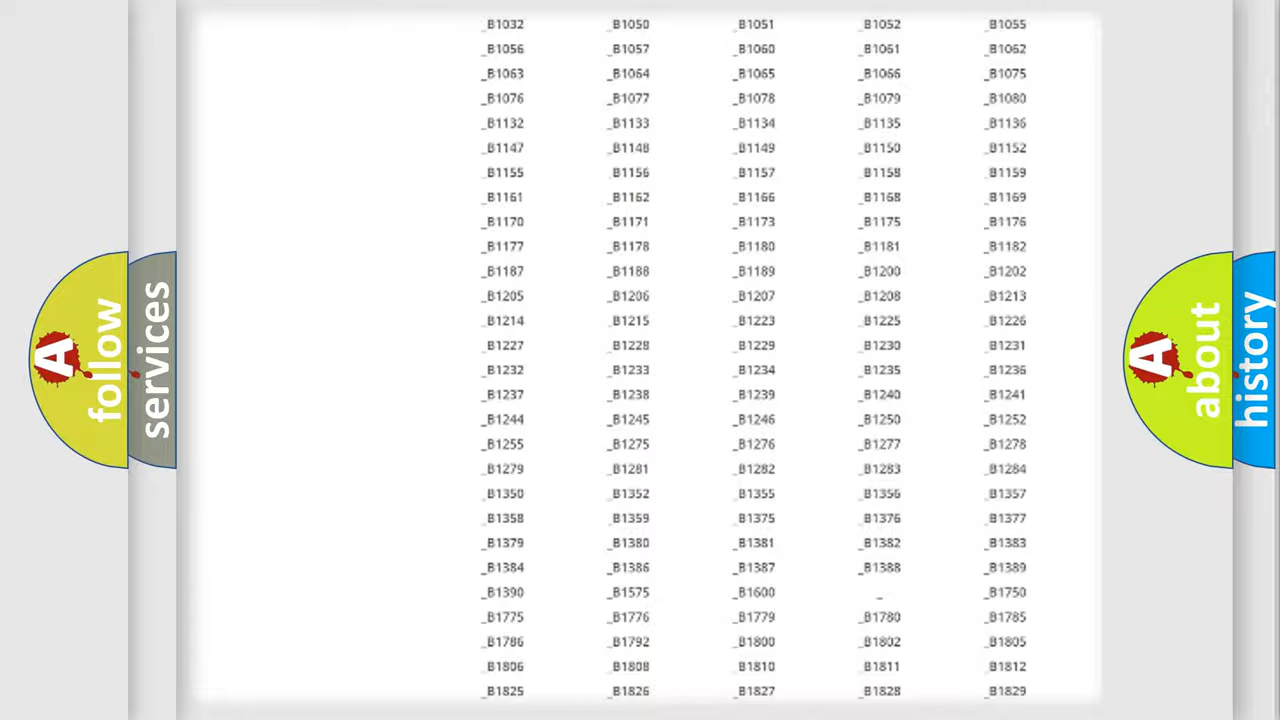 _B1032 _B1050 _B1051 _B1052 _B1055
_B1056 _B1057 _B1060 _B1061 _B1062
_B1063 _B1064 _B1065 _B1066 _B1075
_B1076 _B1077 _B1078 _B1079 _B1080
_B1132 _B1133 _B1134 _B1135 _B1136
_B1147 _B1148 _B1149 _B1150 _B1152
_B1155 _B1156 _B1157 _B1158 _B1159
_B1161 _B1162 _B1166 _B1168 _B1169
_B1170 _B1171 _B1173 _B1175 _B1176
_B1177 _B1178 _B1180 _B1181 _B1182
_B1187 _B1188 _B1189 _B1200 _B1202
_B1205 _B1206 _B1207 _B1208 _B1213
_B1214 _B1215 _B1223 _B1225 _B1226
_B1227 _B1228 _B1229 _B1230 _B1231
_B1232 _B1233 _B1234 _B1235 _B1236
_B1237 _B1238 _B1239 _B1240 _B1241
_B1244 _B1245 _B1246 _B1250 _B1252
_B1255 _B1275 _B1276 _B1277 _B1278
_B1279 _B1281 _B1282 _B1283 _B1284
_B1350 _B1352 _B1355 _B1356 _B1357
_B1358 _B1359 _B1375 _B1376 _B1377
_B1379 _B1380 _B1381 _B1382 _B1383
_B1384 _B1386 _B1387 _B1388 _B1389
_B1390 _B1575 _B1600 _ _B1750
_B1775 _B1776 _B1779 _B1780 _B1785
_B1786 _B1792 _B1800 _B1802 _B1805
_B1806 _B1808 _B1810 _B1811 _B1812
_B1825 _B1826 _B1827 _B1828 _B1829
A
follow
services
A
about
history